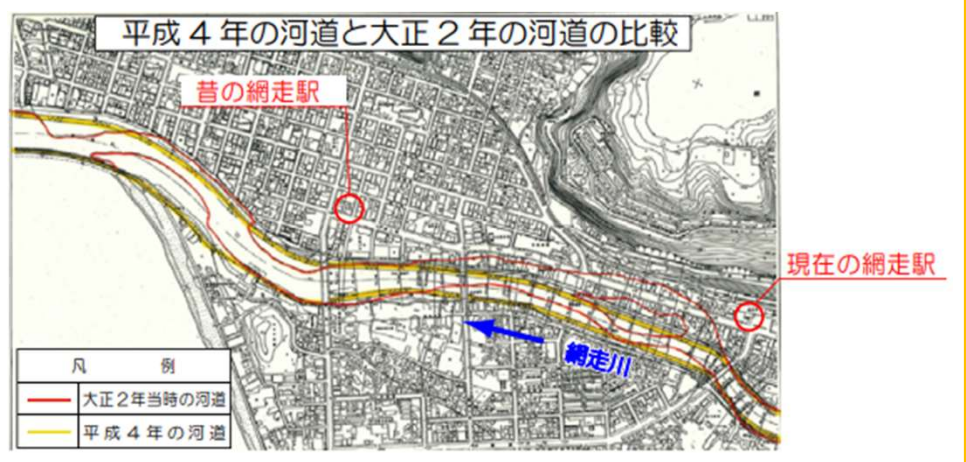 平成４年の河道と大正２年の河道の比較
昔の網走駅
現在の網走駅
網走川
凡 例
大正２年当時の河道
平成４年の河道